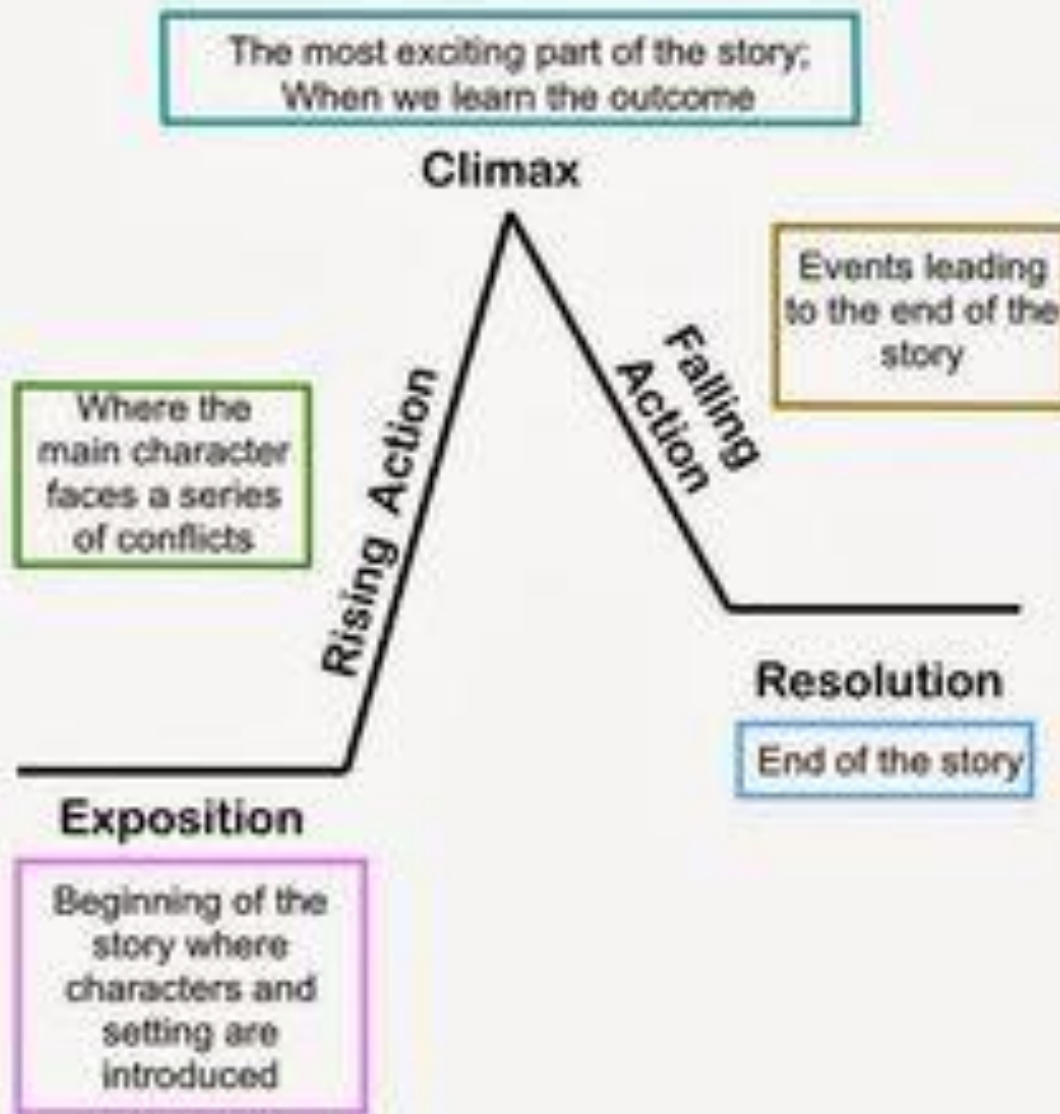 The most exciting part of the story;
When we learn the outcome
Climax
Events leading
to the end of the
story
Falling
Action
Where the
main character
faces a series
of conflicts
Rising Action
Resolution
End of the story
Exposition
Beginning of the
story where
characters and
setting are
introduced